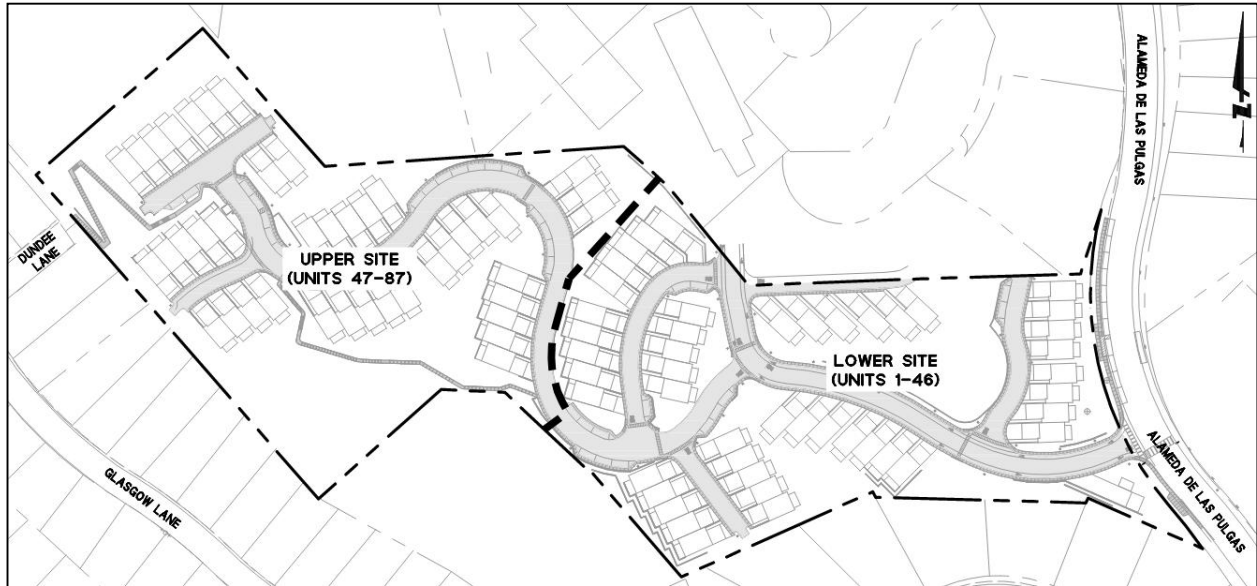 ALAMEDA DE LAS PULGAS
DUNDEE
LANE
UPPER SITE
(UNITS 47-87)
LOWER SITE
(UNITS 1-46)
GLASGOW LANE
ALAMEDA DE LAS PULGAS